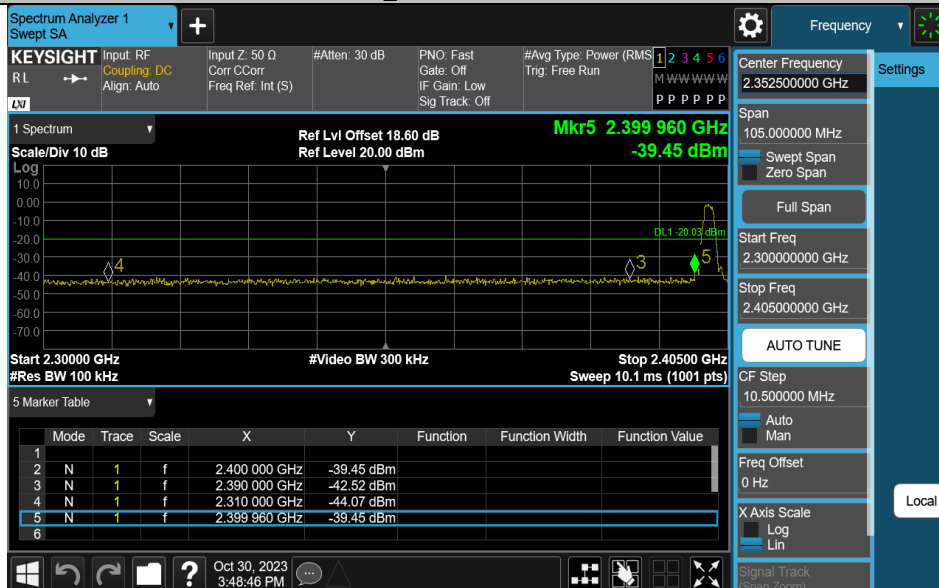 Spectrum Analyzer 1
Swept SA
+
Frequency
KEYSIGHT
RL
LXI
Input: RF
Coupling: DC
Align: Auto
Input Z: 50 Ω
Corr CCorr
Freq Ref: Int (S)
#Atten: 30 dB
PNO: Fast
Gate: Off
IF Gain: Low
Sig Track: Off
#Avg Type: Power (RMS
Trig: Free Run
1 2 3 4 5 6
M W W W W W
P P P P P P
Center Frequency
2.352500000 GHz
Settings
Span
105.000000 MHz
Swept Span
Zero Span
Full Span
Start Freq
2.300000000 GHz
Stop Freq
2.405000000 GHz
AUTO TUNE
CF Step
10.500000 MHz
Auto
Man
Freq Offset
0 Hz
X Axis Scale
Log
Lin
Signal Track
(Span Zoom)
Local
1 Spectrum
Scale/Div 10 dB
Ref Lvl Offset 18.60 dB
Ref Level 20.00 dBm
Mkr5 2.399 960 GHz
-39.45 dBm
Log
10.0
0.00
-10.0
-20.0
-30.0
-40.0
-50.0
-60.0
-70.0
DL1 -20.03 dBm
4
3
5
Start 2.30000 GHz
#Video BW 300 kHz
Stop 2.40500 GHz
#Res BW 100 kHz
Sweep 10.1 ms (1001 pts)
5 Marker Table
Mode Trace Scale X Y Function Function Width Function Value
1
2 N 1 f 2.400 000 GHz -39.45 dBm
3 N 1 f 2.390 000 GHz -42.52 dBm
4 N 1 f 2.310 000 GHz -44.07 dBm
5 N 1 f 2.399 960 GHz -39.45 dBm
6
?
Oct 30, 2023
3:48:46 PM